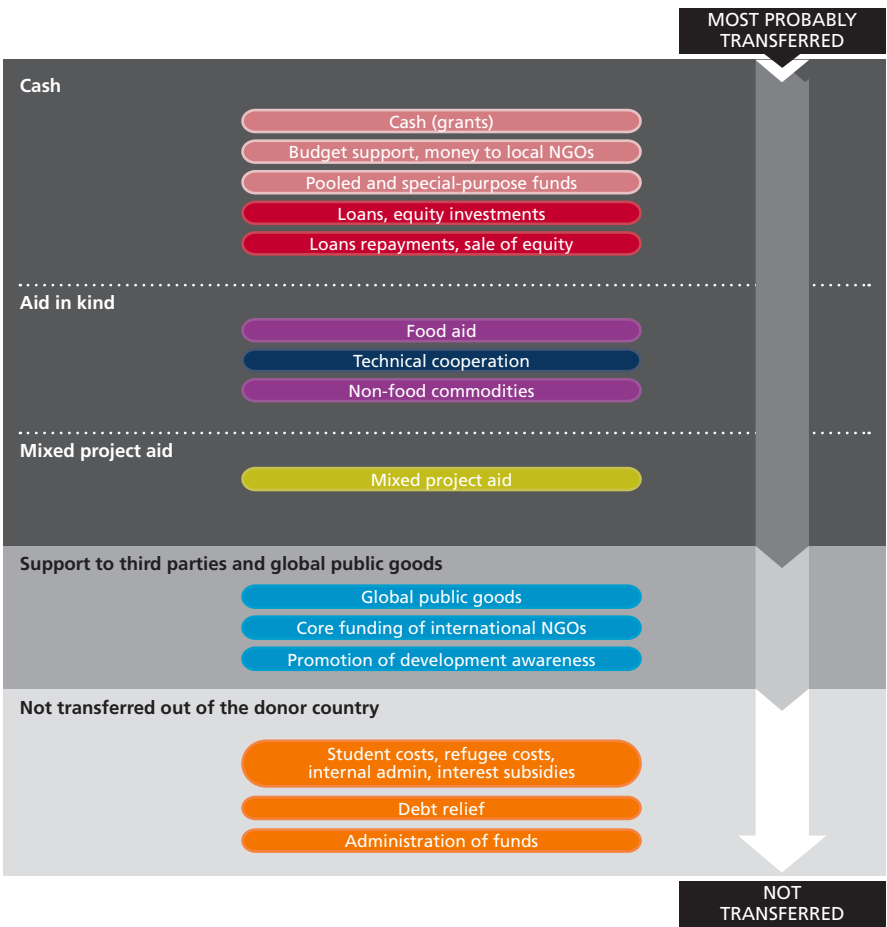 MOST PROBABLY
TRANSFERRED
Cash
Cash (grants)
Budget support, money to local NGOs
Pooled and special-purpose funds
Loans, equity investments
Loans repayments, sale of equity
Aid in kind
Food aid
Technical cooperation
Non-food commodities
Mixed project aid
Mixed project aid
Support to third parties and global public goods
Global public goods
Core funding of international NGOs
Promotion of development awareness
Not transferred out of the donor country
Student costs, refugee costs,
internal admin, interest subsidies
Debt relief
Administration of funds
NOT
TRANSFERRED